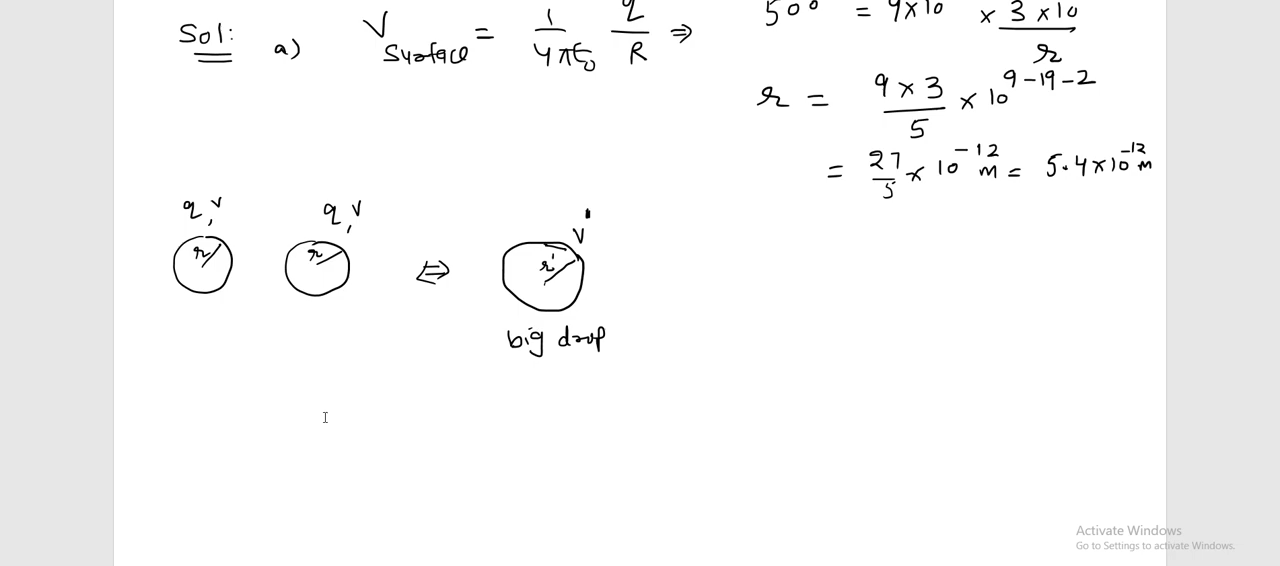 Sol: a) V Surface = 1/4πε₀ q/R ⇒ 500 = 9×10 × 3×10/r
r = 9×3/5 × 10^9-19-2
= 27/5 × 10^-12 m = 5.4×10^-12 m
q, v q, v v'
r r ⇔ r'
big drop
Activate Windows
Go to Settings to activate Windows.